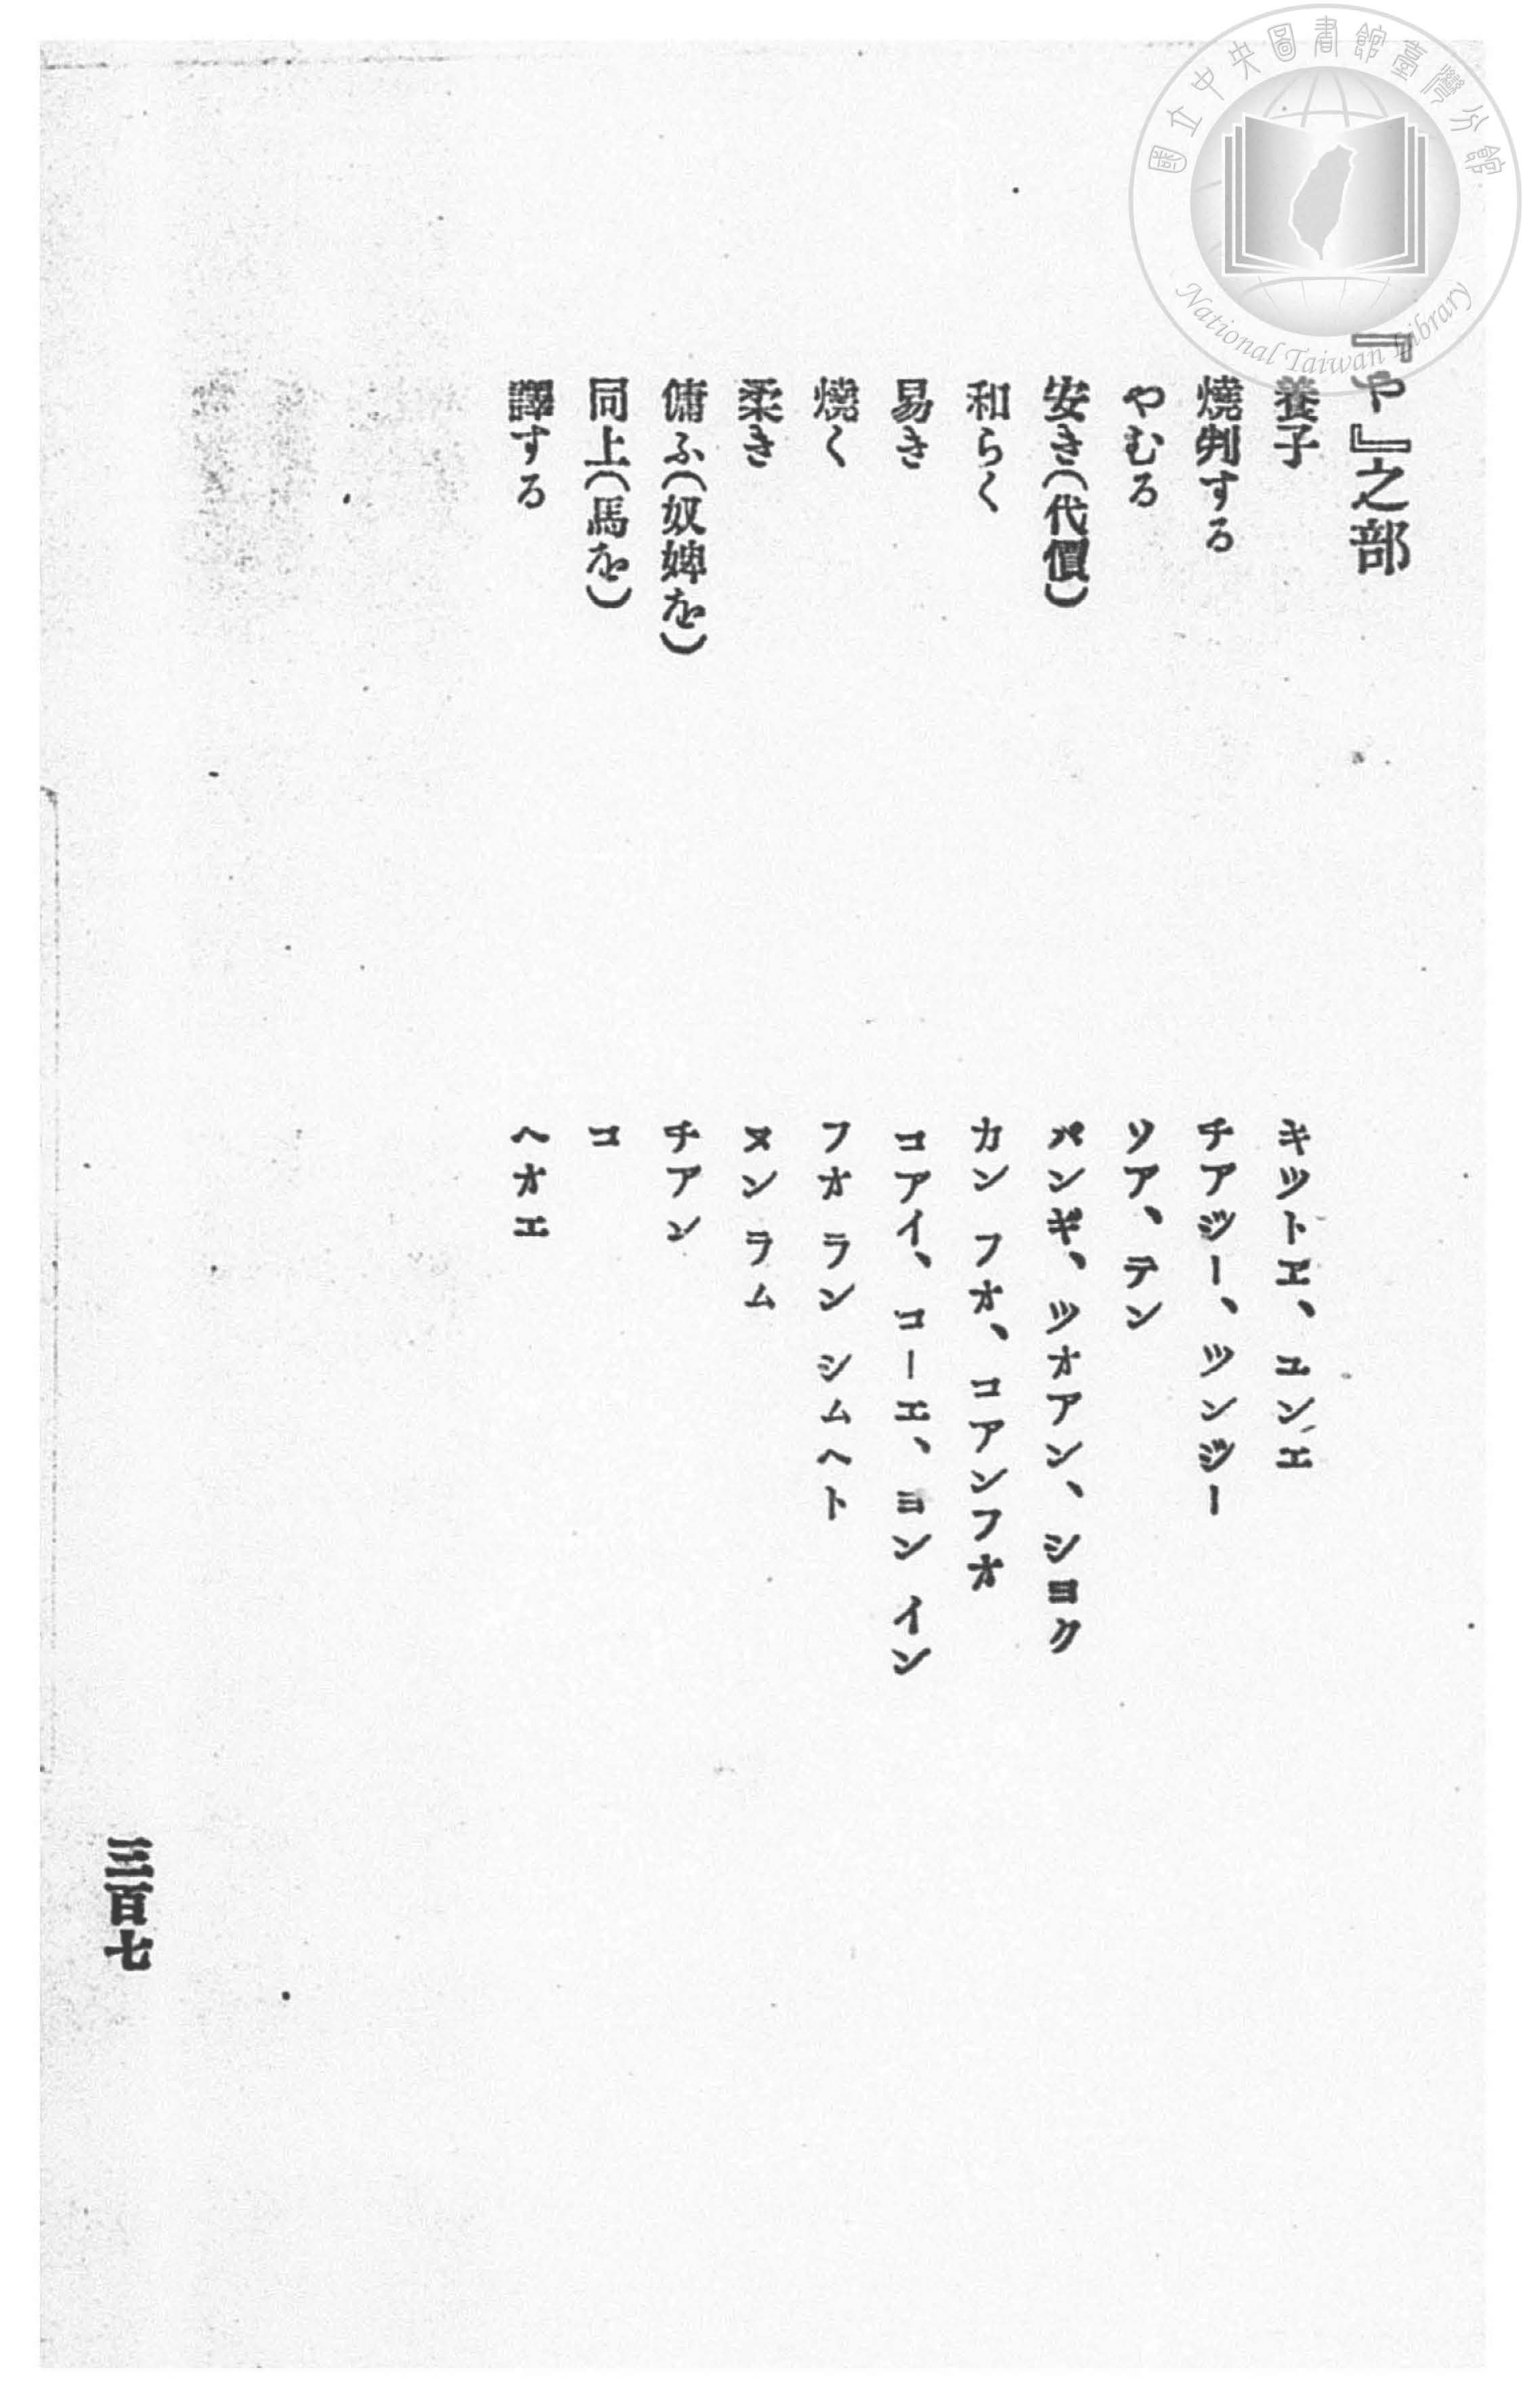 國立中央圖書館臺灣分館
National Taiwan Library
『や』之部
養子 キツトヱ、ユンエ
燒判する チアジー、ツンジー
やむる ソア、テン
安き(代價) パンギ、ツオアン、シヨク
和らく カン フオ、コアンフオ
易き コアイ、コーエ、ヨン イン
燒く フオ ラン シムヘト
柔き ヌン ラム
傭ふ(奴婢を) チアン
同上(馬を) コ
譯する ヘオエ
三百七